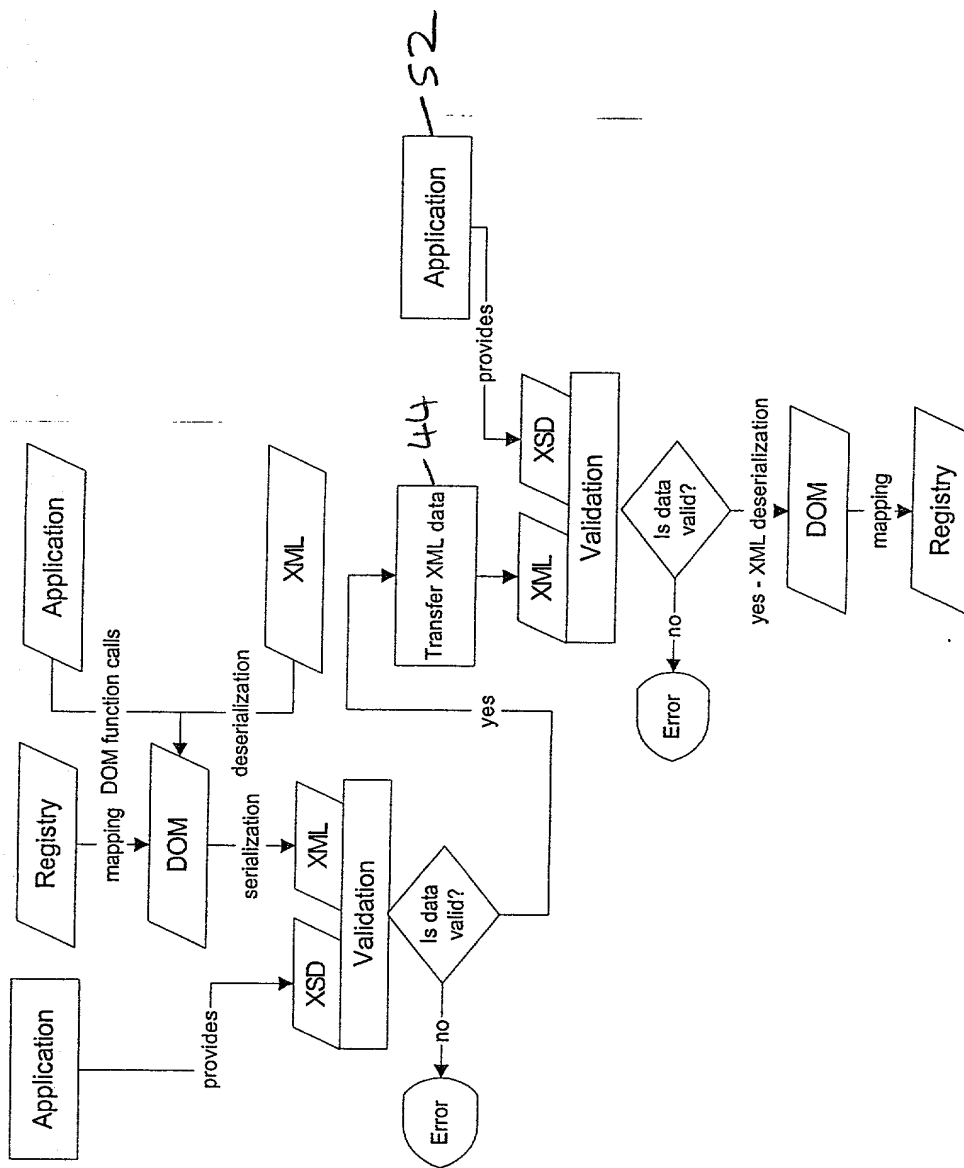 Application
provides
Registry
mapping
Application
DOM function calls
DOM
serialization
deserialization
XML
XSD
XML
Validation
Is data
valid?
no
Error
yes
Transfer XML data
44
Application
52
provides
XML
XSD
Validation
Is data
valid?
no
Error
yes - XML deserialization
DOM
mapping
Registry